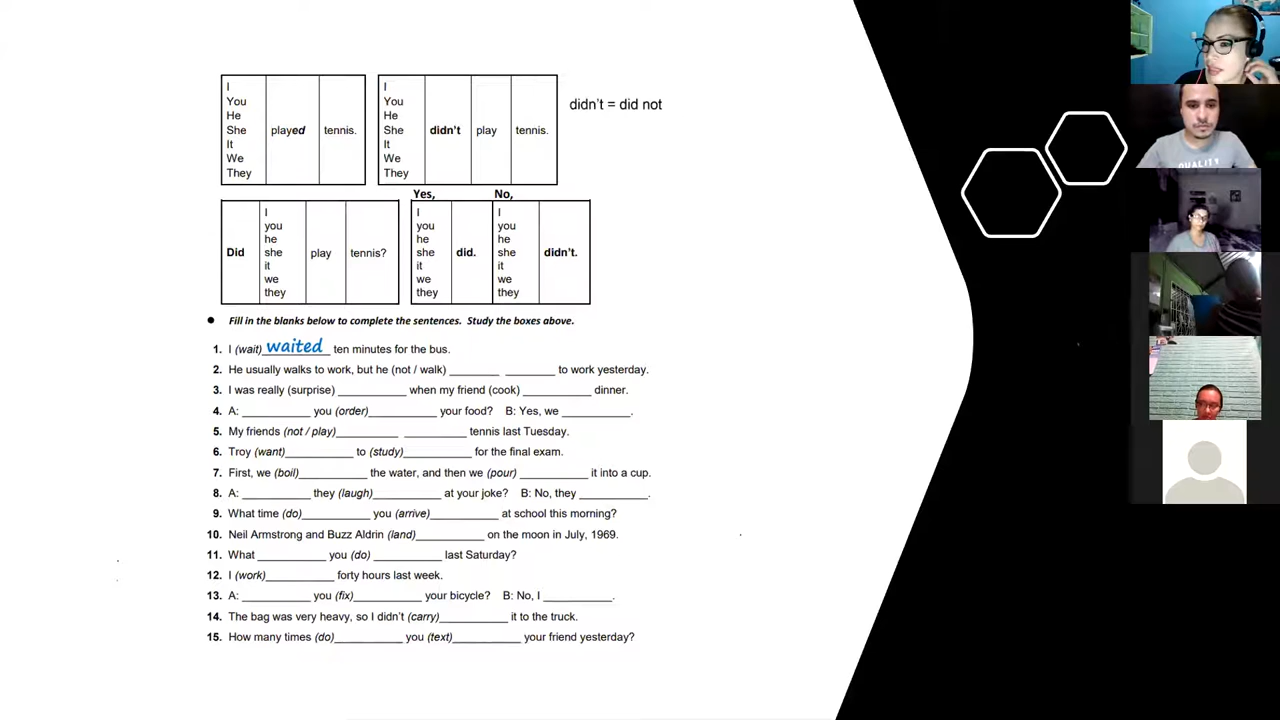 I
You
He
She
It
We
They
played
tennis.
I
You
He
She
It
We
They
didn't
play
tennis.
didn't = did not
Did
I
you
he
she
it
we
they
play
tennis?
Yes,
I
you
he
she
it
we
they
did.
No,
I
you
he
she
it
we
they
didn't.
● Fill in the blanks below to complete the sentences. Study the boxes above.
1. I (wait) waited ten minutes for the bus.
2. He usually walks to work, but he (not / walk) ________ ________ to work yesterday.
3. I was really (surprise) ___________ when my friend (cook) ___________ dinner.
4. A: ___________ you (order)___________ your food? B: Yes, we ___________.
5. My friends (not / play)__________ __________ tennis last Tuesday.
6. Troy (want)___________ to (study)___________ for the final exam.
7. First, we (boil)___________ the water, and then we (pour) ___________ it into a cup.
8. A: ___________ they (laugh)___________ at your joke? B: No, they ___________.
9. What time (do)___________ you (arrive)___________ at school this morning?
10. Neil Armstrong and Buzz Aldrin (land)___________ on the moon in July, 1969.
11. What ___________ you (do) ___________ last Saturday?
12. I (work)___________ forty hours last week.
13. A: ___________ you (fix)___________ your bicycle? B: No, I ___________.
14. The bag was very heavy, so I didn't (carry)___________ it to the truck.
15. How many times (do)___________ you (text)___________ your friend yesterday?
QUALITY